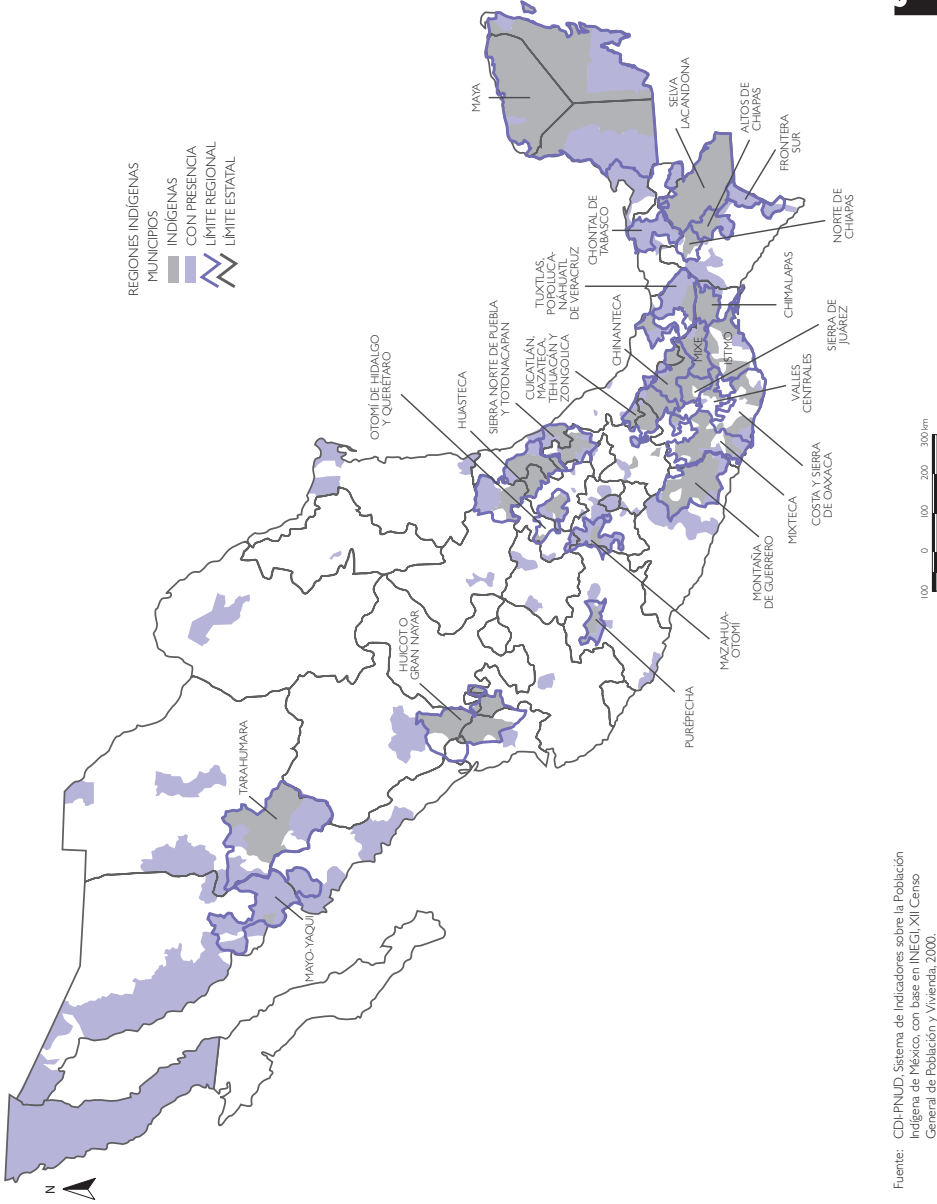 REGIONES INDÍGENAS
MUNICIPIOS
INDÍGENAS
CON PRESENCIA
LÍMITE REGIONAL
LÍMITE ESTATAL
N
MAYO-YAQUI
TARAHUMARA
HUICOT O
GRAN NAYAR
PURÉPECHA
MAZAHUA-
OTOMÍ
OTOMÍ DE HIDALGO
Y QUERÉTARO
HUASTECA
SIERRA NORTE DE PUEBLA
Y TOTONACAPAN
CUICATLÁN,
MAZATECA,
TEHUACÁN Y
ZONGOLICA
CHINANTECA
TUXTLAS,
POPOLUCA-
NÁHUATL
DE VERACRUZ
CHONTAL DE
TABASCO
MAYA
SELVA
LACANDONA
ALTOS DE
CHIAPAS
FRONTERA
SUR
NORTE DE
CHIAPAS
CHIMALAPAS
MIXE
ISTMO
SIERRA DE
JUÁREZ
VALLES
CENTRALES
COSTA Y SIERRA
DE OAXACA
MIXTECA
MONTAÑA
DE GUERRERO
100 0 100 200 300 km
Fuente: CDI-PNUD, Sistema de Indicadores sobre la Población
Indígena de México, con base en INEGI, XII Censo
General de Población y Vivienda, 2000.